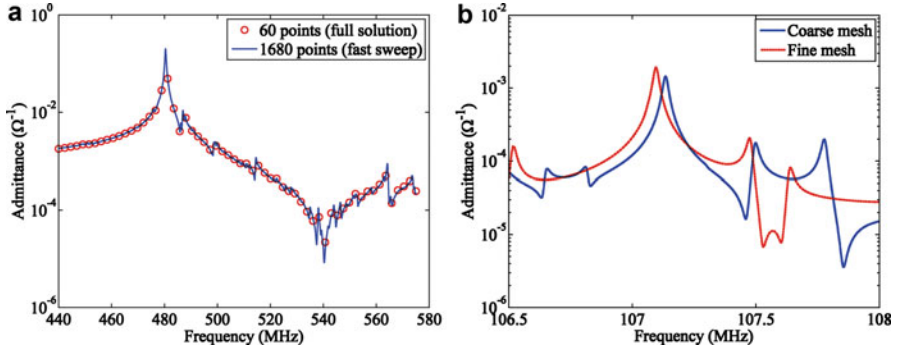 a
Admittance (Ω⁻¹)
10⁰
10⁻²
10⁻⁴
10⁻⁶
440 460 480 500 520 540 560 580
Frequency (MHz)
60 points (full solution)
1680 points (fast sweep)
b
Admittance (Ω⁻¹)
10⁻²
10⁻³
10⁻⁴
10⁻⁵
10⁻⁶
106.5 107 107.5 108
Frequency (MHz)
Coarse mesh
Fine mesh